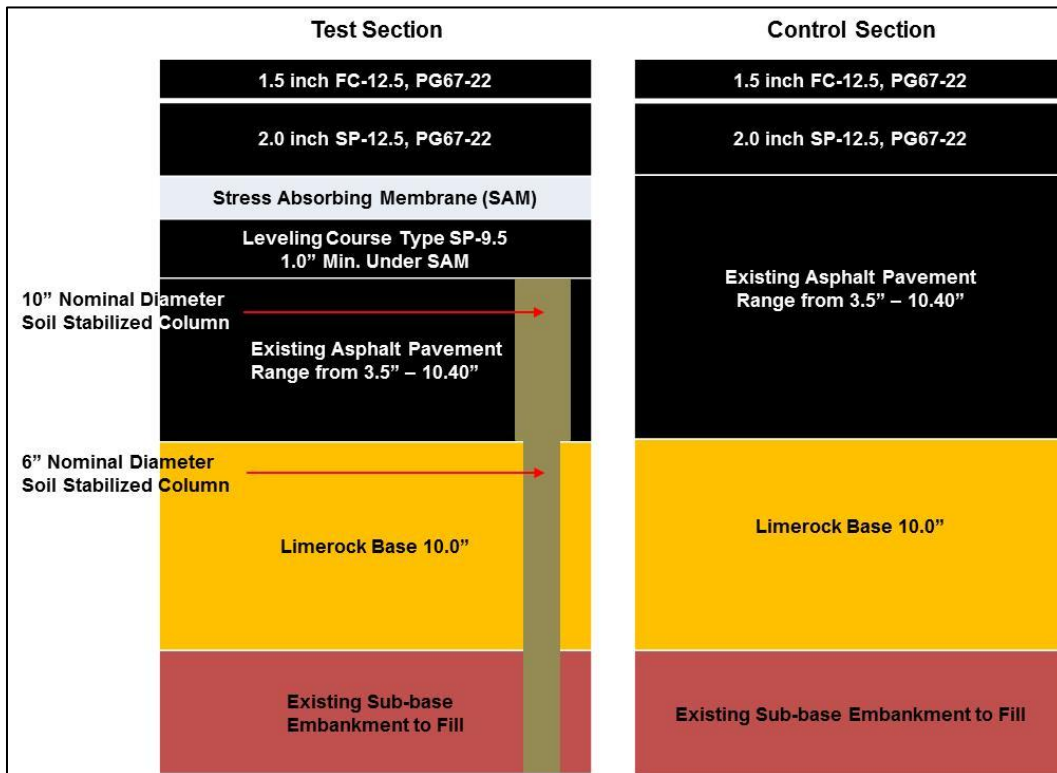 Test Section
1.5 inch FC-12.5, PG67-22
2.0 inch SP-12.5, PG67-22
Stress Absorbing Membrane (SAM)
Leveling Course Type SP-9.5
1.0” Min. Under SAM
10” Nominal Diameter
Soil Stabilized Column
Existing Asphalt Pavement
Range from 3.5” – 10.40”
6” Nominal Diameter
Soil Stabilized Column
Limerock Base 10.0”
Existing Sub-base
Embankment to Fill
Control Section
1.5 inch FC-12.5, PG67-22
2.0 inch SP-12.5, PG67-22
Existing Asphalt Pavement
Range from 3.5” – 10.40”
Limerock Base 10.0”
Existing Sub-base Embankment to Fill